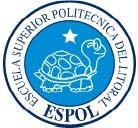 ESCUELA SUPERIOR POLITECNICA DEL LITORAL
ESPOL